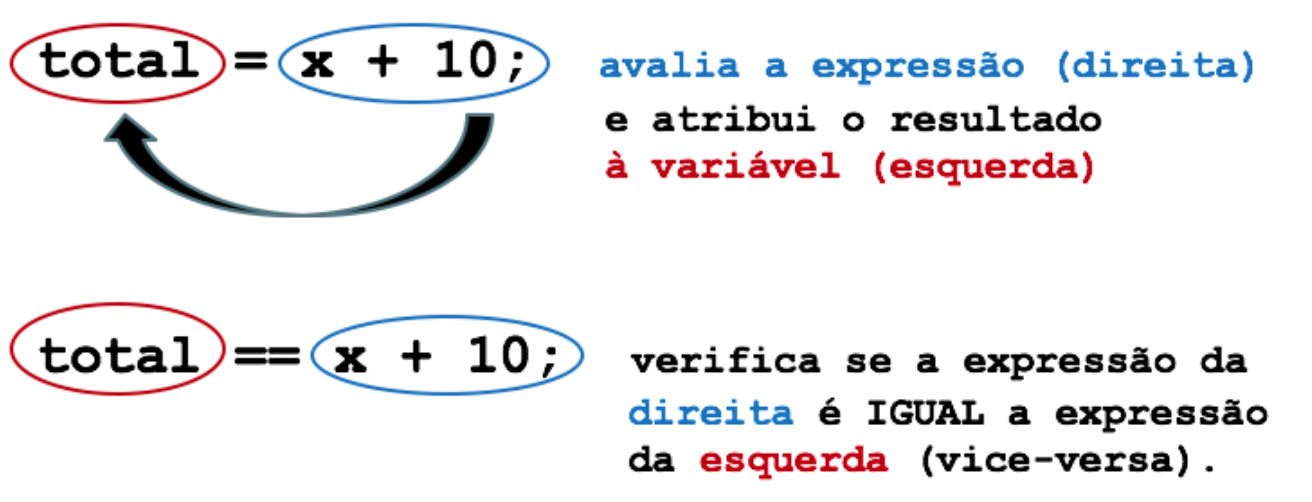 total = x + 10;
avalia a expressão (direita)
e atribui o resultado
à variável (esquerda)
total == x + 10;
verifica se a expressão da
direita é IGUAL a expressão
da esquerda (vice-versa).